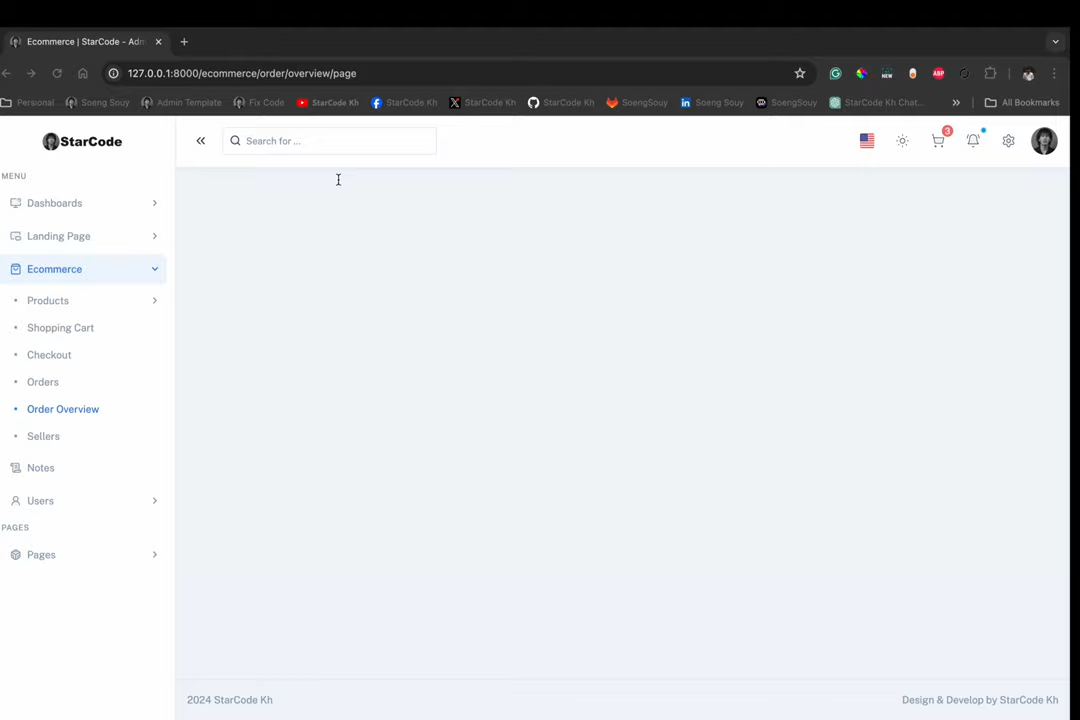 Ecommerce | StarCode - Adn
127.0.0.1:8000/ecommerce/order/overview/page
Personal Soeng Souy Admin Template Fix Code StarCode Kh StarCode Kh StarCode Kh StarCode Kh SoengSouy Soeng Souy SoengSouy StarCode Kh Chat... » All Bookmarks
StarCode
Search for ...
3
MENU
Dashboards
Landing Page
Ecommerce
Products
Shopping Cart
Checkout
Orders
Order Overview
Sellers
Notes
Users
PAGES
Pages
2024 StarCode Kh
Design & Develop by StarCode Kh